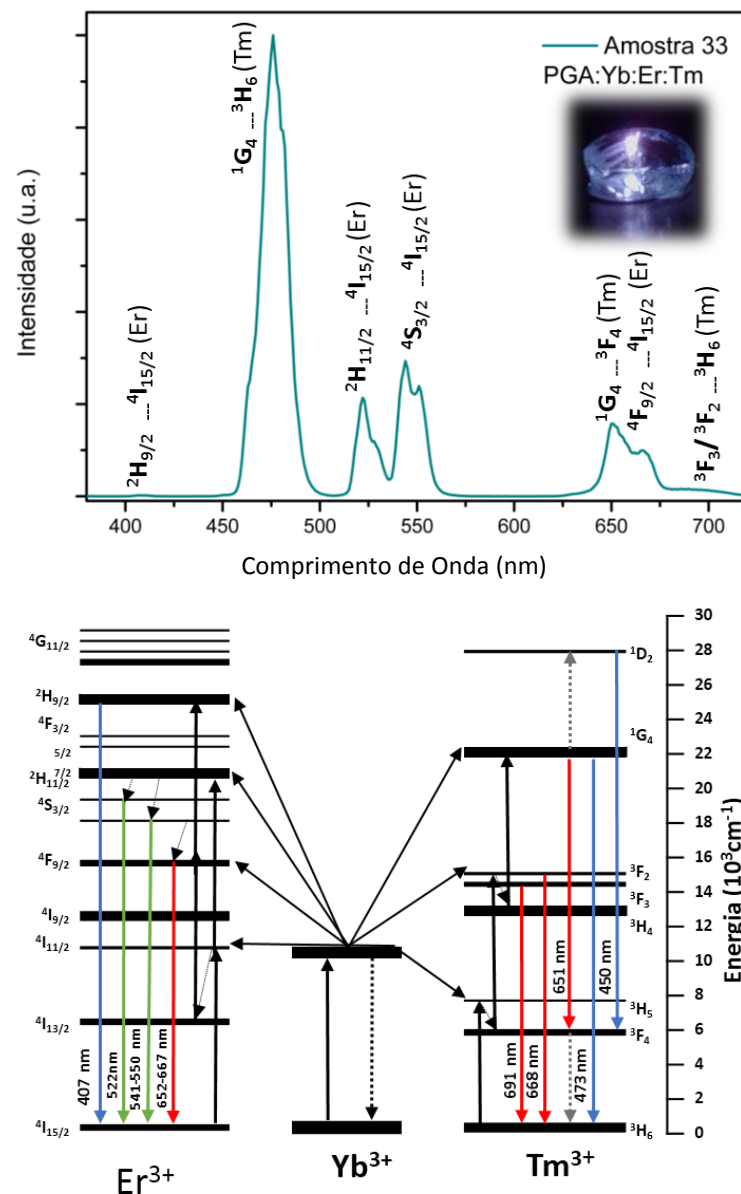 Amostra 33
PGA:Yb:Er:Tm
Intensidade (u.a.)
²H₉/₂ --- ⁴I₁₅/₂ (Er)
¹G₄ --- ³H₆ (Tm)
²H₁₁/₂ --- ⁴I₁₅/₂ (Er)
⁴S₃/₂ --- ⁴I₁₅/₂ (Er)
¹G₄ --- ³F₄ (Tm)
⁴F₉/₂ --- ⁴I₁₅/₂ (Er)
³F₃/ ³F₂ --- ³H₆ (Tm)
400 450 500 550 600 650 700
Comprimento de Onda (nm)
⁴G₁₁/₂
²H₉/₂
⁴F₃/₂
5/2
7/2
²H₁₁/₂
⁴S₃/₂
⁴F₉/₂
⁴I₉/₂
⁴I₁₁/₂
⁴I₁₃/₂
⁴I₁₅/₂
407 nm
522nm
541-550 nm
652-667 nm
Er³⁺
Yb³⁺
¹D₂
¹G₄
³F₂
³F₃
³H₄
³H₅
³F₄
³H₆
691 nm
668 nm
651 nm
473 nm
450 nm
Tm³⁺
30
28
26
24
22
20
18
16
14
12
10
8
6
4
2
0
Energia (10³cm⁻¹)